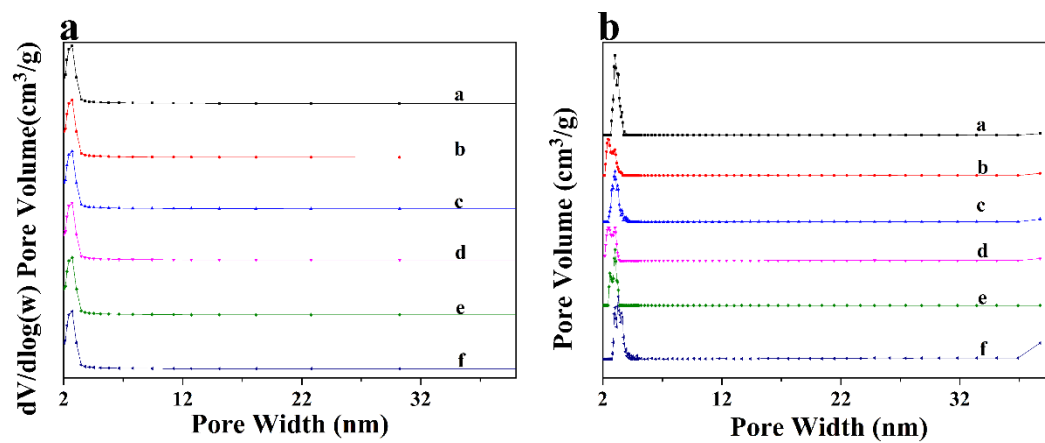 a
dV/dlog(w) Pore Volume(cm³/g)
a
b
c
d
e
f
2 12 22 32
Pore Width (nm)
b
Pore Volume (cm³/g)
a
b
c
d
e
f
2 12 22 32
Pore Width (nm)